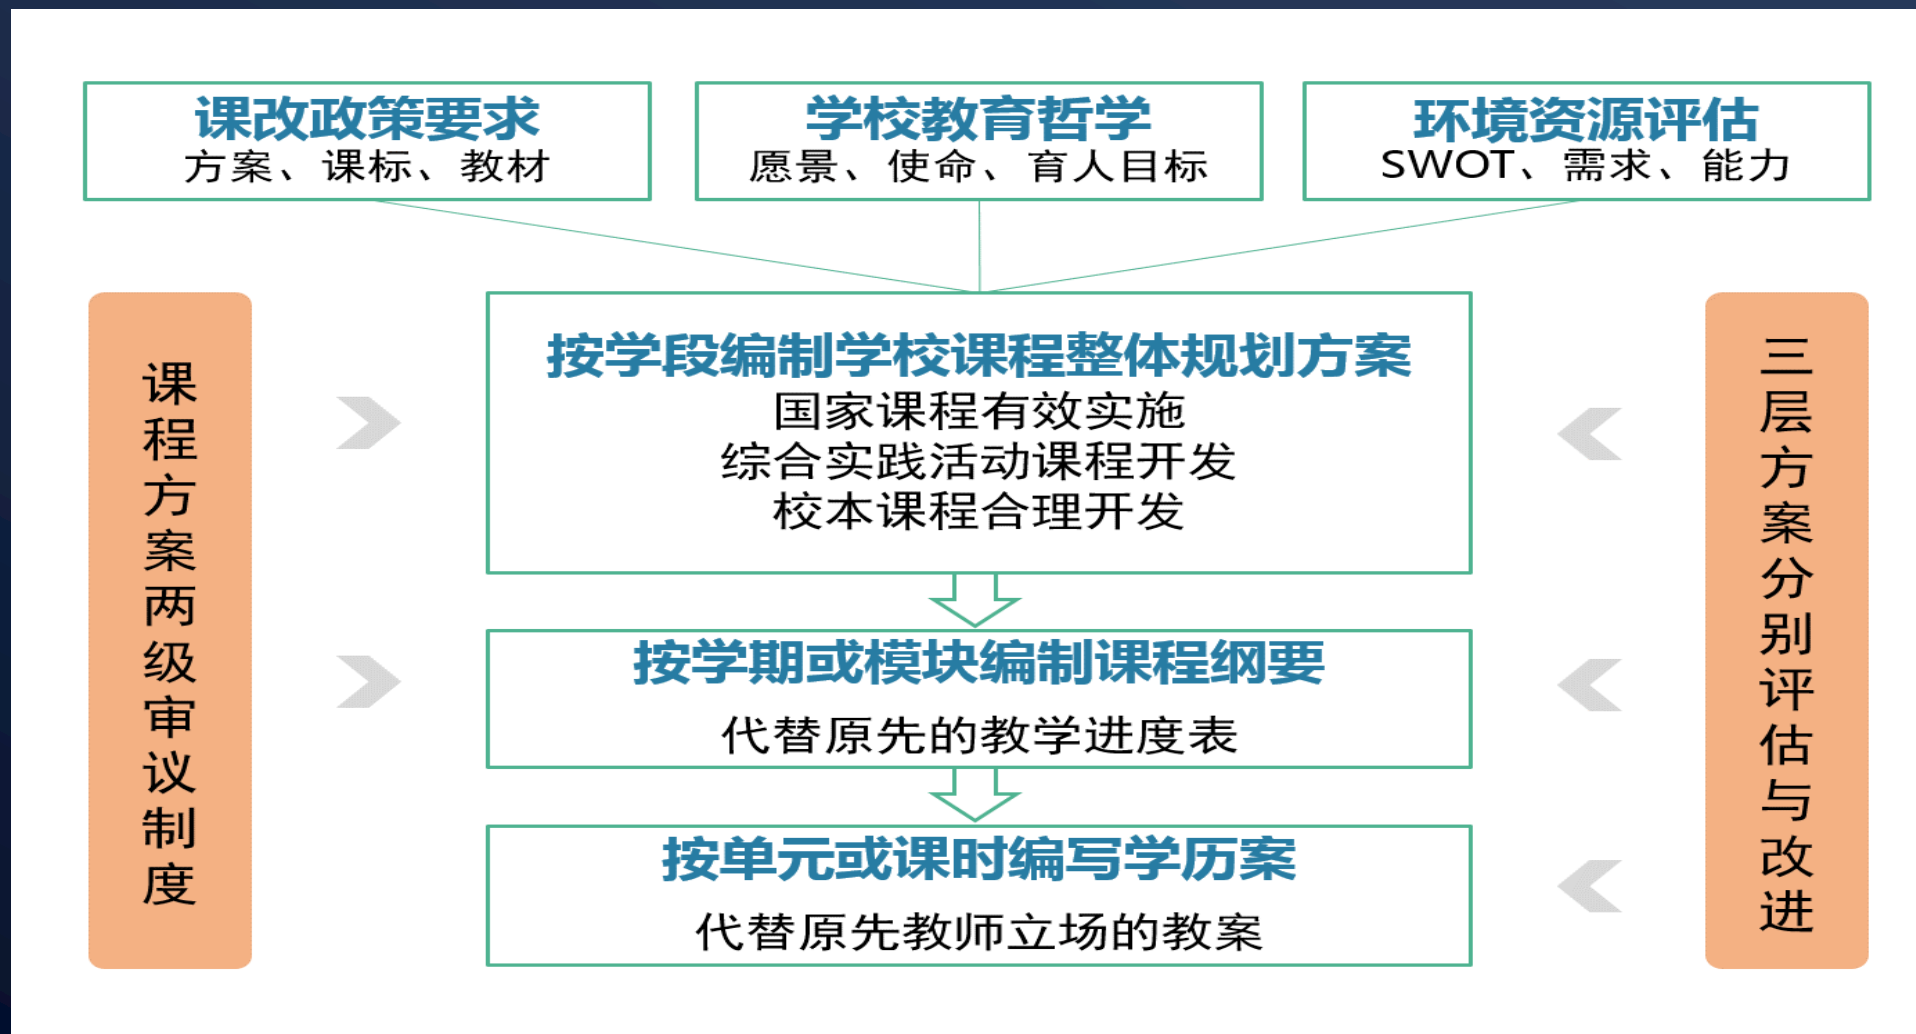 课改政策要求
方案、课标、教材
学校教育哲学
愿景、使命、育人目标
环境资源评估
SWOT、需求、能力
课程方案两级审议制度
按学段编制学校课程整体规划方案
国家课程有效实施
综合实践活动课程开发
校本课程合理开发
按学期或模块编制课程纲要
代替原先的教学进度表
按单元或课时编写学历案
代替原先教师立场的教案
三层方案分别评估与改进